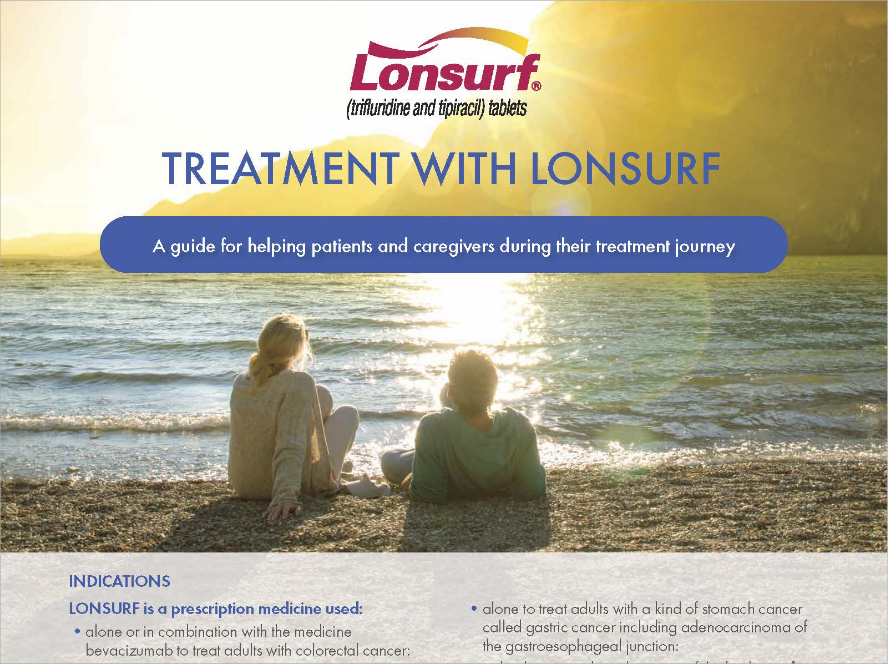 Lonsurf®
(trifluridine and tipiracil) tablets
TREATMENT WITH LONSURF
A guide for helping patients and caregivers during their treatment journey
INDICATIONS
LONSURF is a prescription medicine used:
• alone or in combination with the medicine
bevacizumab to treat adults with colorectal cancer:
• alone to treat adults with a kind of stomach cancer
called gastric cancer including adenocarcinoma of
the gastroesophageal junction: